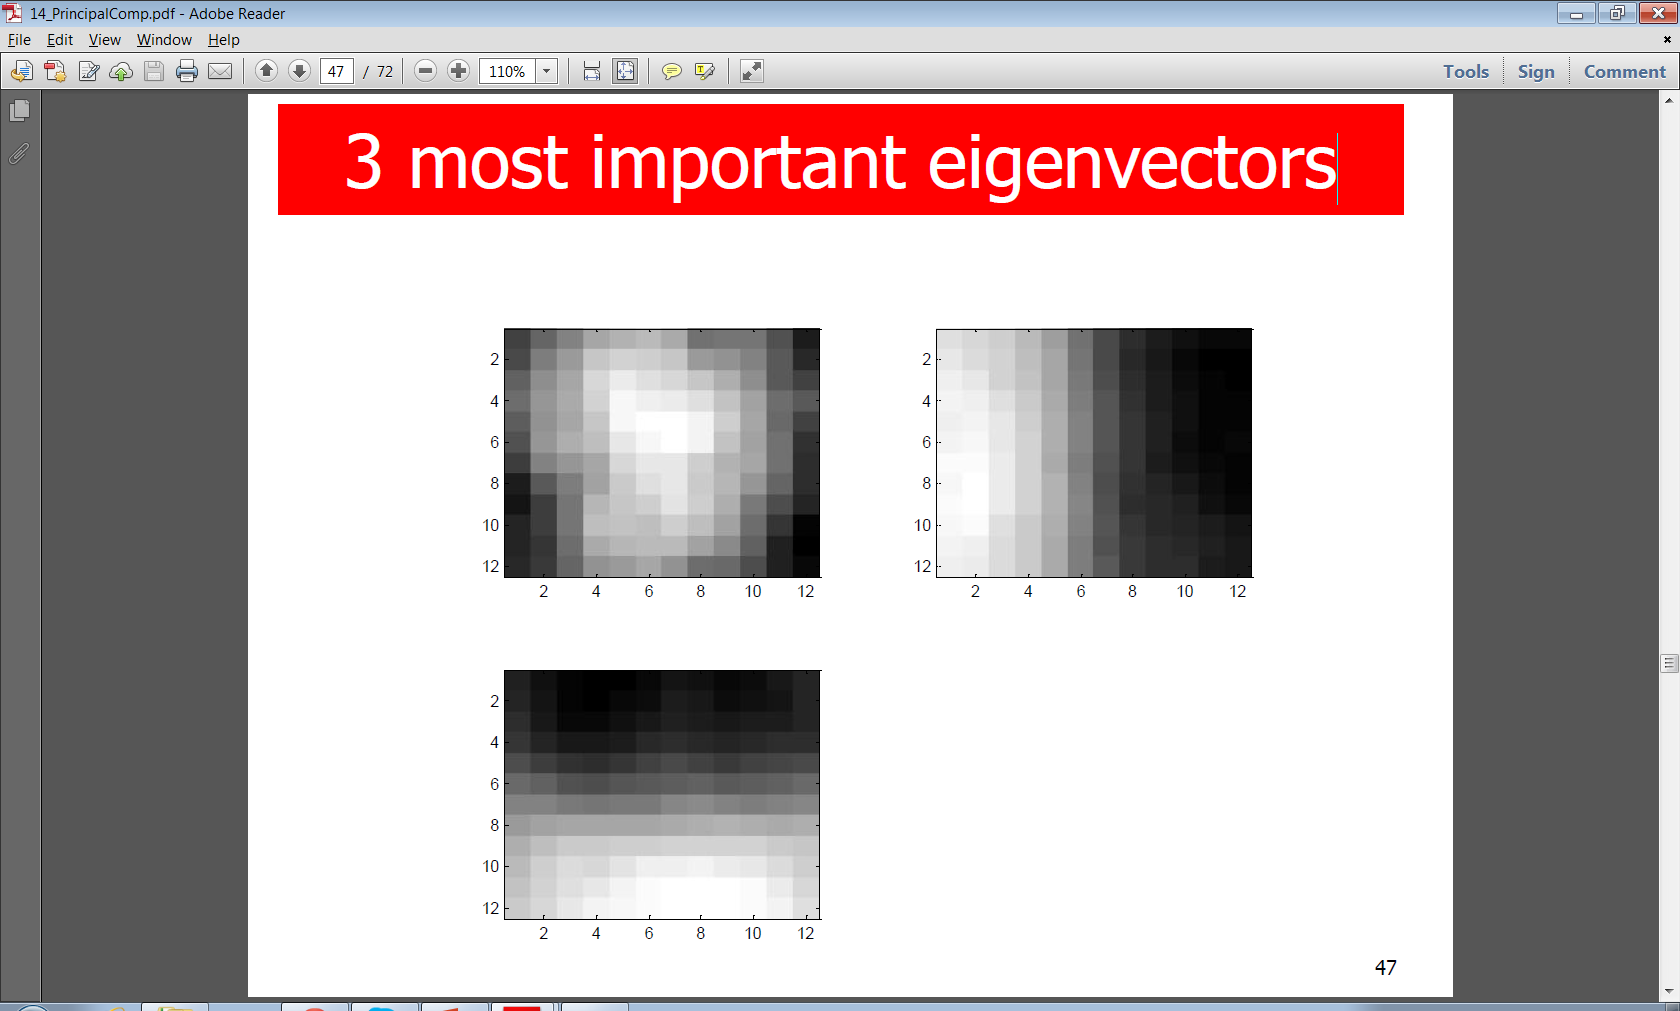 14_PrincipalComp.pdf - Adobe Reader
File Edit View Window Help
47 / 72 110% Tools Sign Comment
3 most important eigenvectors
2 2
4 4
6 6
8 8
10 10
12 12
2 4 6 8 10 12 2 4 6 8 10 12
2
4
6
8
10
12
2 4 6 8 10 12
47